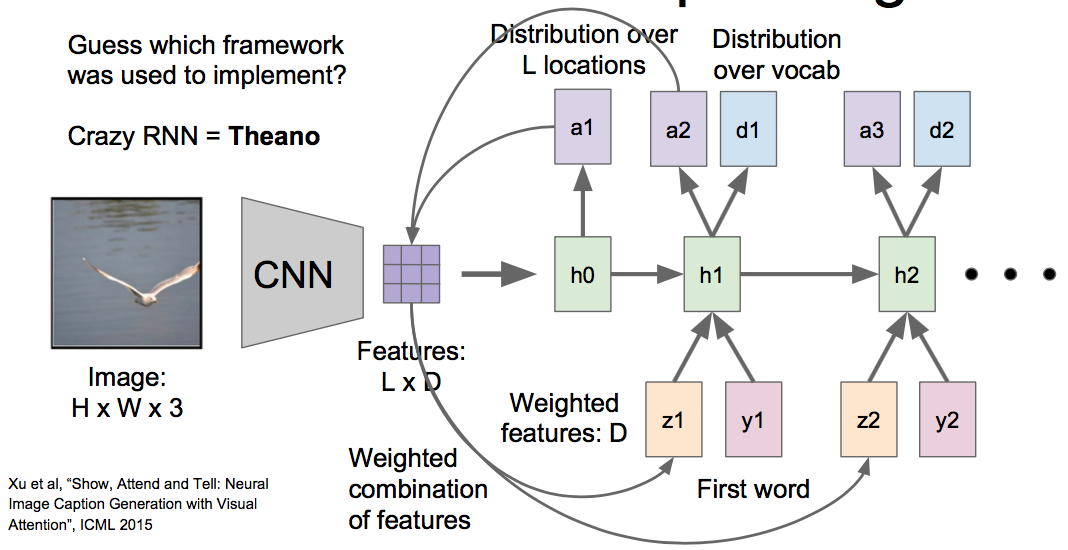 Guess which framework
was used to implement?
Crazy RNN = Theano
Distribution over
L locations
Distribution
over vocab
a1
a2
d1
a3
d2
CNN
h0
h1
h2
Features:
L x D
Image:
H x W x 3
Weighted
features: D
z1
y1
z2
y2
Weighted
combination
of features
First word
Xu et al, “Show, Attend and Tell: Neural
Image Caption Generation with Visual
Attention”, ICML 2015